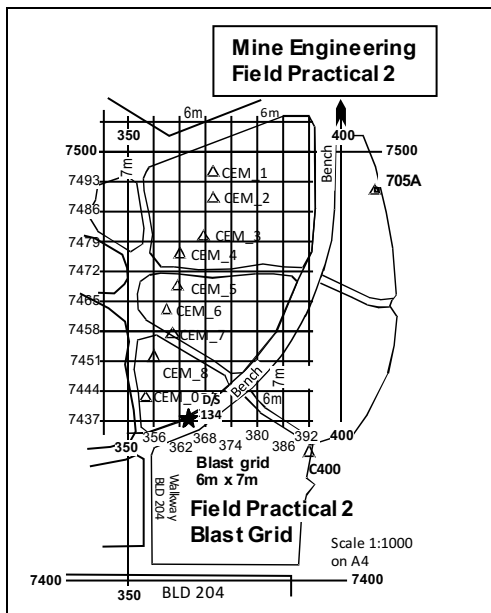 Mine Engineering
Field Practical 2
6m
6m
350
400
7500
7500
7m
Bench
7493
CEM_1
705A
7486
CEM_2
7479
CEM_3
CEM_4
7472
CEM_5
7465
CEM_6
7458
CEM_7
7451
CEM_8
Bench
7m
7444
CEM_0
D/S
134
6m
7437
350
356
362
368
374
380
386
392
400
C400
Blast grid
6m x 7m
Walkway
BLD 204
Field Practical 2
Blast Grid
Scale 1:1000
on A4
7400
7400
350
BLD 204